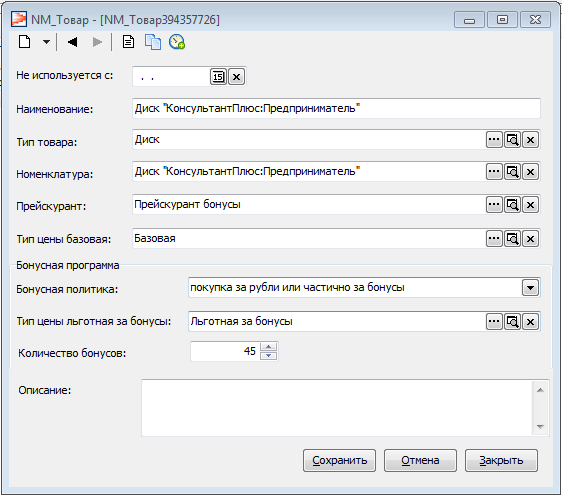 NM_Товар - [NM_Товар394357726]
Не используется с: . . 15
Наименование: Диск "КонсультантПлюс:Предприниматель"
Тип товара: Диск
Номенклатура: Диск "КонсультантПлюс:Предприниматель"
Прейскурант: Прейскурант бонусы
Тип цены базовая: Базовая
Бонусная программа
Бонусная политика: покупка за рубли или частично за бонусы
Тип цены льготная за бонусы: Льготная за бонусы
Количество бонусов: 45
Описание:
Сохранить Отмена Закрыть